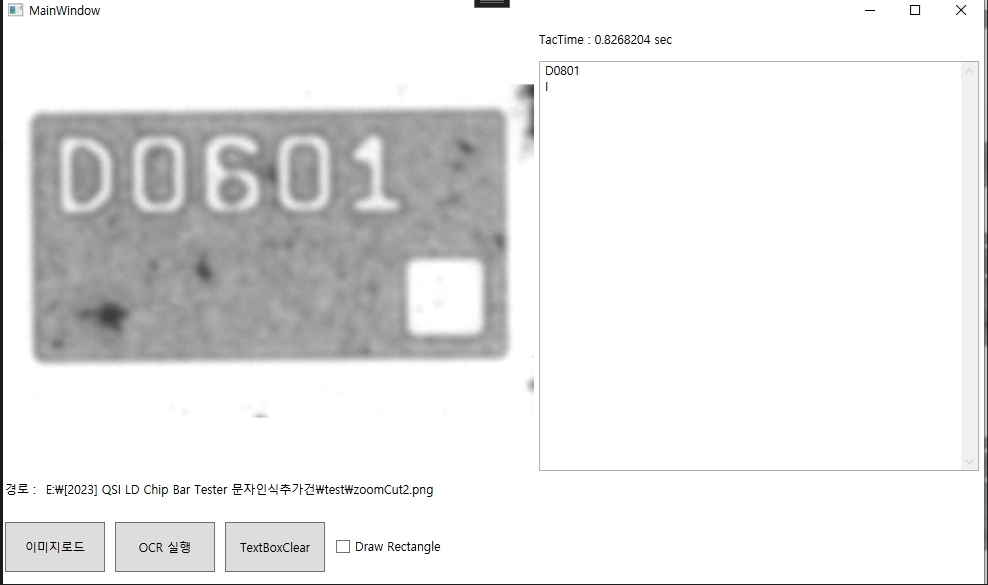 MainWindow
TacTime : 0.8268204 sec
D0801
I
D0601
경로 : E:₩[2023] QSI LD Chip Bar Tester 문자인식추가건₩test₩zoomCut2.png
이미지로드
OCR 실행
TextBoxClear
Draw Rectangle